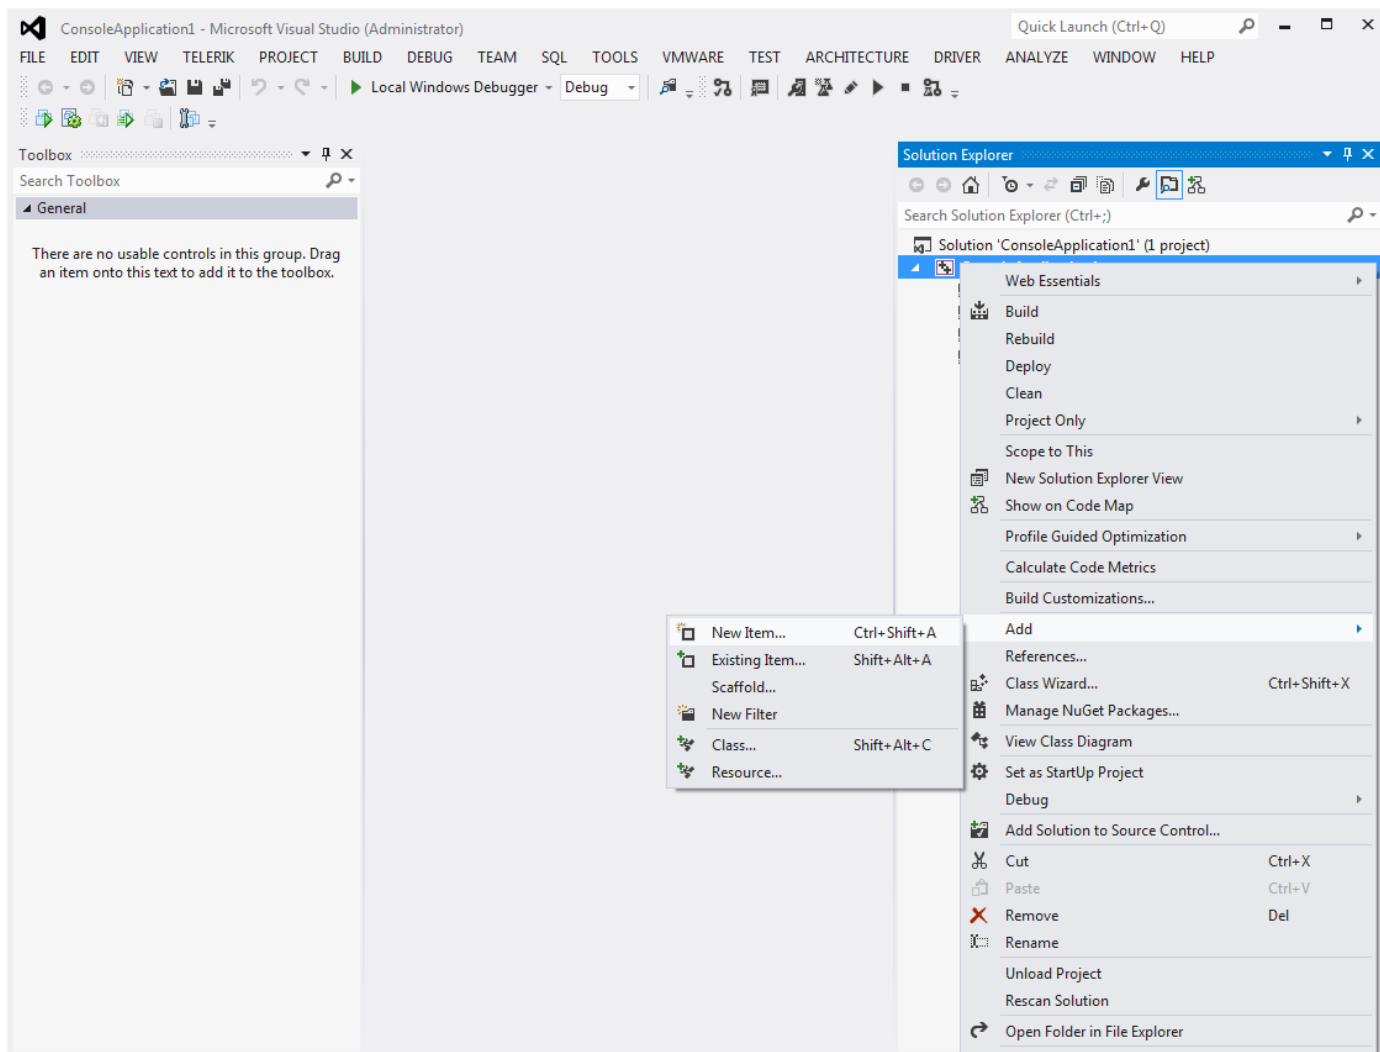 ConsoleApplication1 - Microsoft Visual Studio (Administrator)
Quick Launch (Ctrl+Q)
FILE EDIT VIEW TELERIK PROJECT BUILD DEBUG TEAM SQL TOOLS VMWARE TEST ARCHITECTURE DRIVER ANALYZE WINDOW HELP
Local Windows Debugger Debug
Toolbox
Search Toolbox
General
There are no usable controls in this group. Drag
an item onto this text to add it to the toolbox.
Solution Explorer
Search Solution Explorer (Ctrl+;)
Solution 'ConsoleApplication1' (1 project)
Web Essentials
Build
Rebuild
Deploy
Clean
Project Only
Scope to This
New Solution Explorer View
Show on Code Map
Profile Guided Optimization
Calculate Code Metrics
Build Customizations...
Add
References...
Class Wizard... Ctrl+Shift+X
Manage NuGet Packages...
View Class Diagram
Set as StartUp Project
Debug
Add Solution to Source Control...
Cut Ctrl+X
Paste Ctrl+V
Remove Del
Rename
Unload Project
Rescan Solution
Open Folder in File Explorer
New Item... Ctrl+Shift+A
Existing Item... Shift+Alt+A
Scaffold...
New Filter
Class... Shift+Alt+C
Resource...